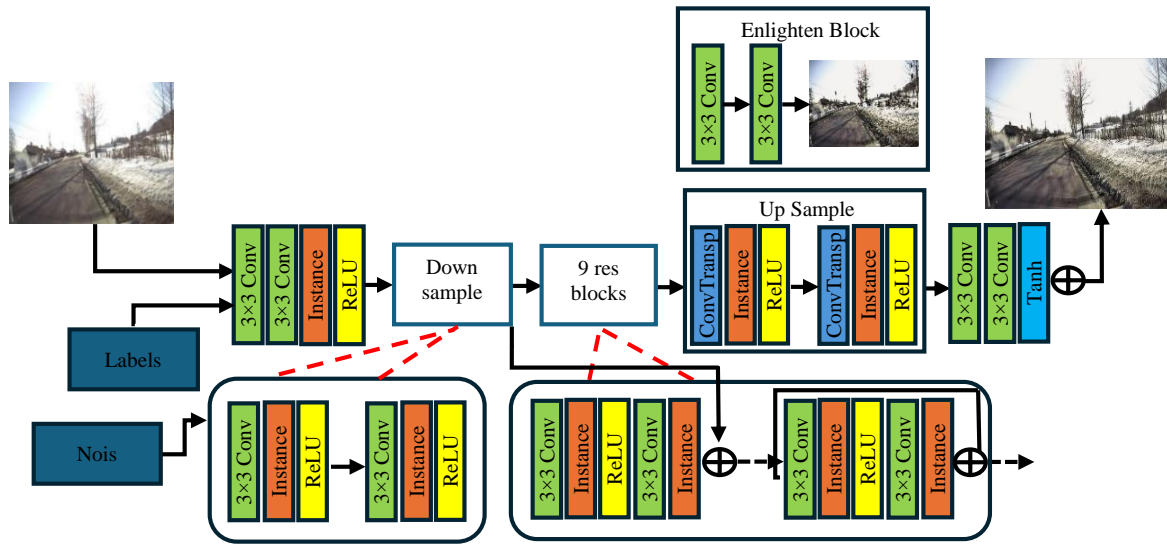 Enlighten Block
3×3 Conv
3×3 Conv
Up Sample
3×3 Conv
3×3 Conv
Instance
ReLU
Down
sample
9 res
blocks
ConvTransp
Instance
ReLU
ConvTransp
Instance
ReLU
3×3 Conv
3×3 Conv
Tanh
Labels
Nois
3×3 Conv
Instance
ReLU
3×3 Conv
Instance
ReLU
3×3 Conv
Instance
ReLU
3×3 Conv
Instance
3×3 Conv
Instance
ReLU
3×3 Conv
Instance